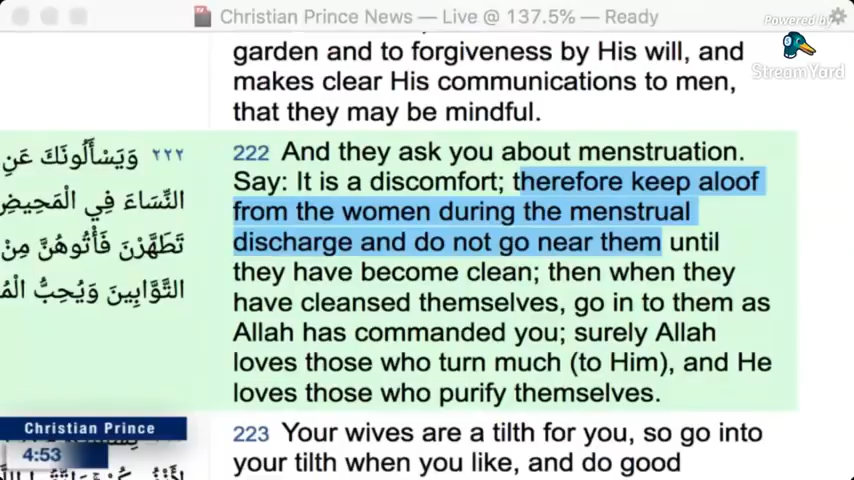 Christian Prince News — Live @ 137.5% — Ready
Powered by
StreamYard
garden and to forgiveness by His will, and
makes clear His communications to men,
that they may be mindful.
٢٢٢ وَيَسْأَلُونَكَ عَنِ
النِّسَاءَ فِي الْمَحِيضِ
تَطَهَّرْنَ فَأْتُوهُنَّ مِنْ
التَّوَّابِينَ وَيُحِبُّ
222 And they ask you about menstruation.
Say: It is a discomfort; therefore keep aloof
from the women during the menstrual
discharge and do not go near them until
they have become clean; then when they
have cleansed themselves, go in to them as
Allah has commanded you; surely Allah
loves those who turn much (to Him), and He
loves those who purify themselves.
223 Your wives are a tilth for you, so go into
your tilth when you like, and do good
Christian Prince
4:53